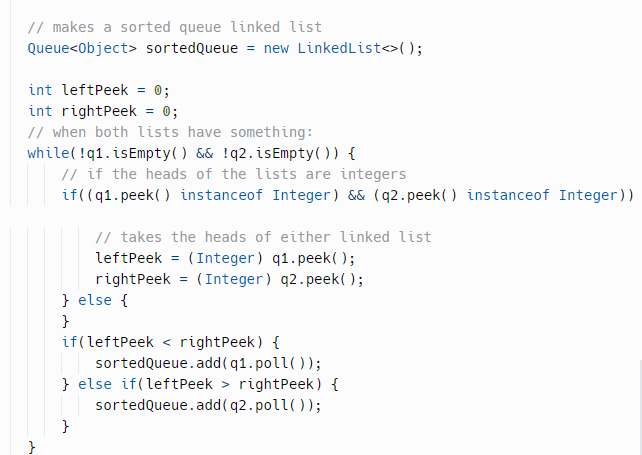 // makes a sorted queue linked list
Queue<Object> sortedQueue = new LinkedList<>();
int leftPeek = 0;
int rightPeek = 0;
// when both lists have something:
while(!q1.isEmpty() && !q2.isEmpty()) {
// if the heads of the lists are integers
if((q1.peek() instanceof Integer) && (q2.peek() instanceof Integer))
// takes the heads of either linked list
leftPeek = (Integer) q1.peek();
rightPeek = (Integer) q2.peek();
} else {
}
if(leftPeek < rightPeek) {
sortedQueue.add(q1.poll());
} else if(leftPeek > rightPeek) {
sortedQueue.add(q2.poll());
}
}